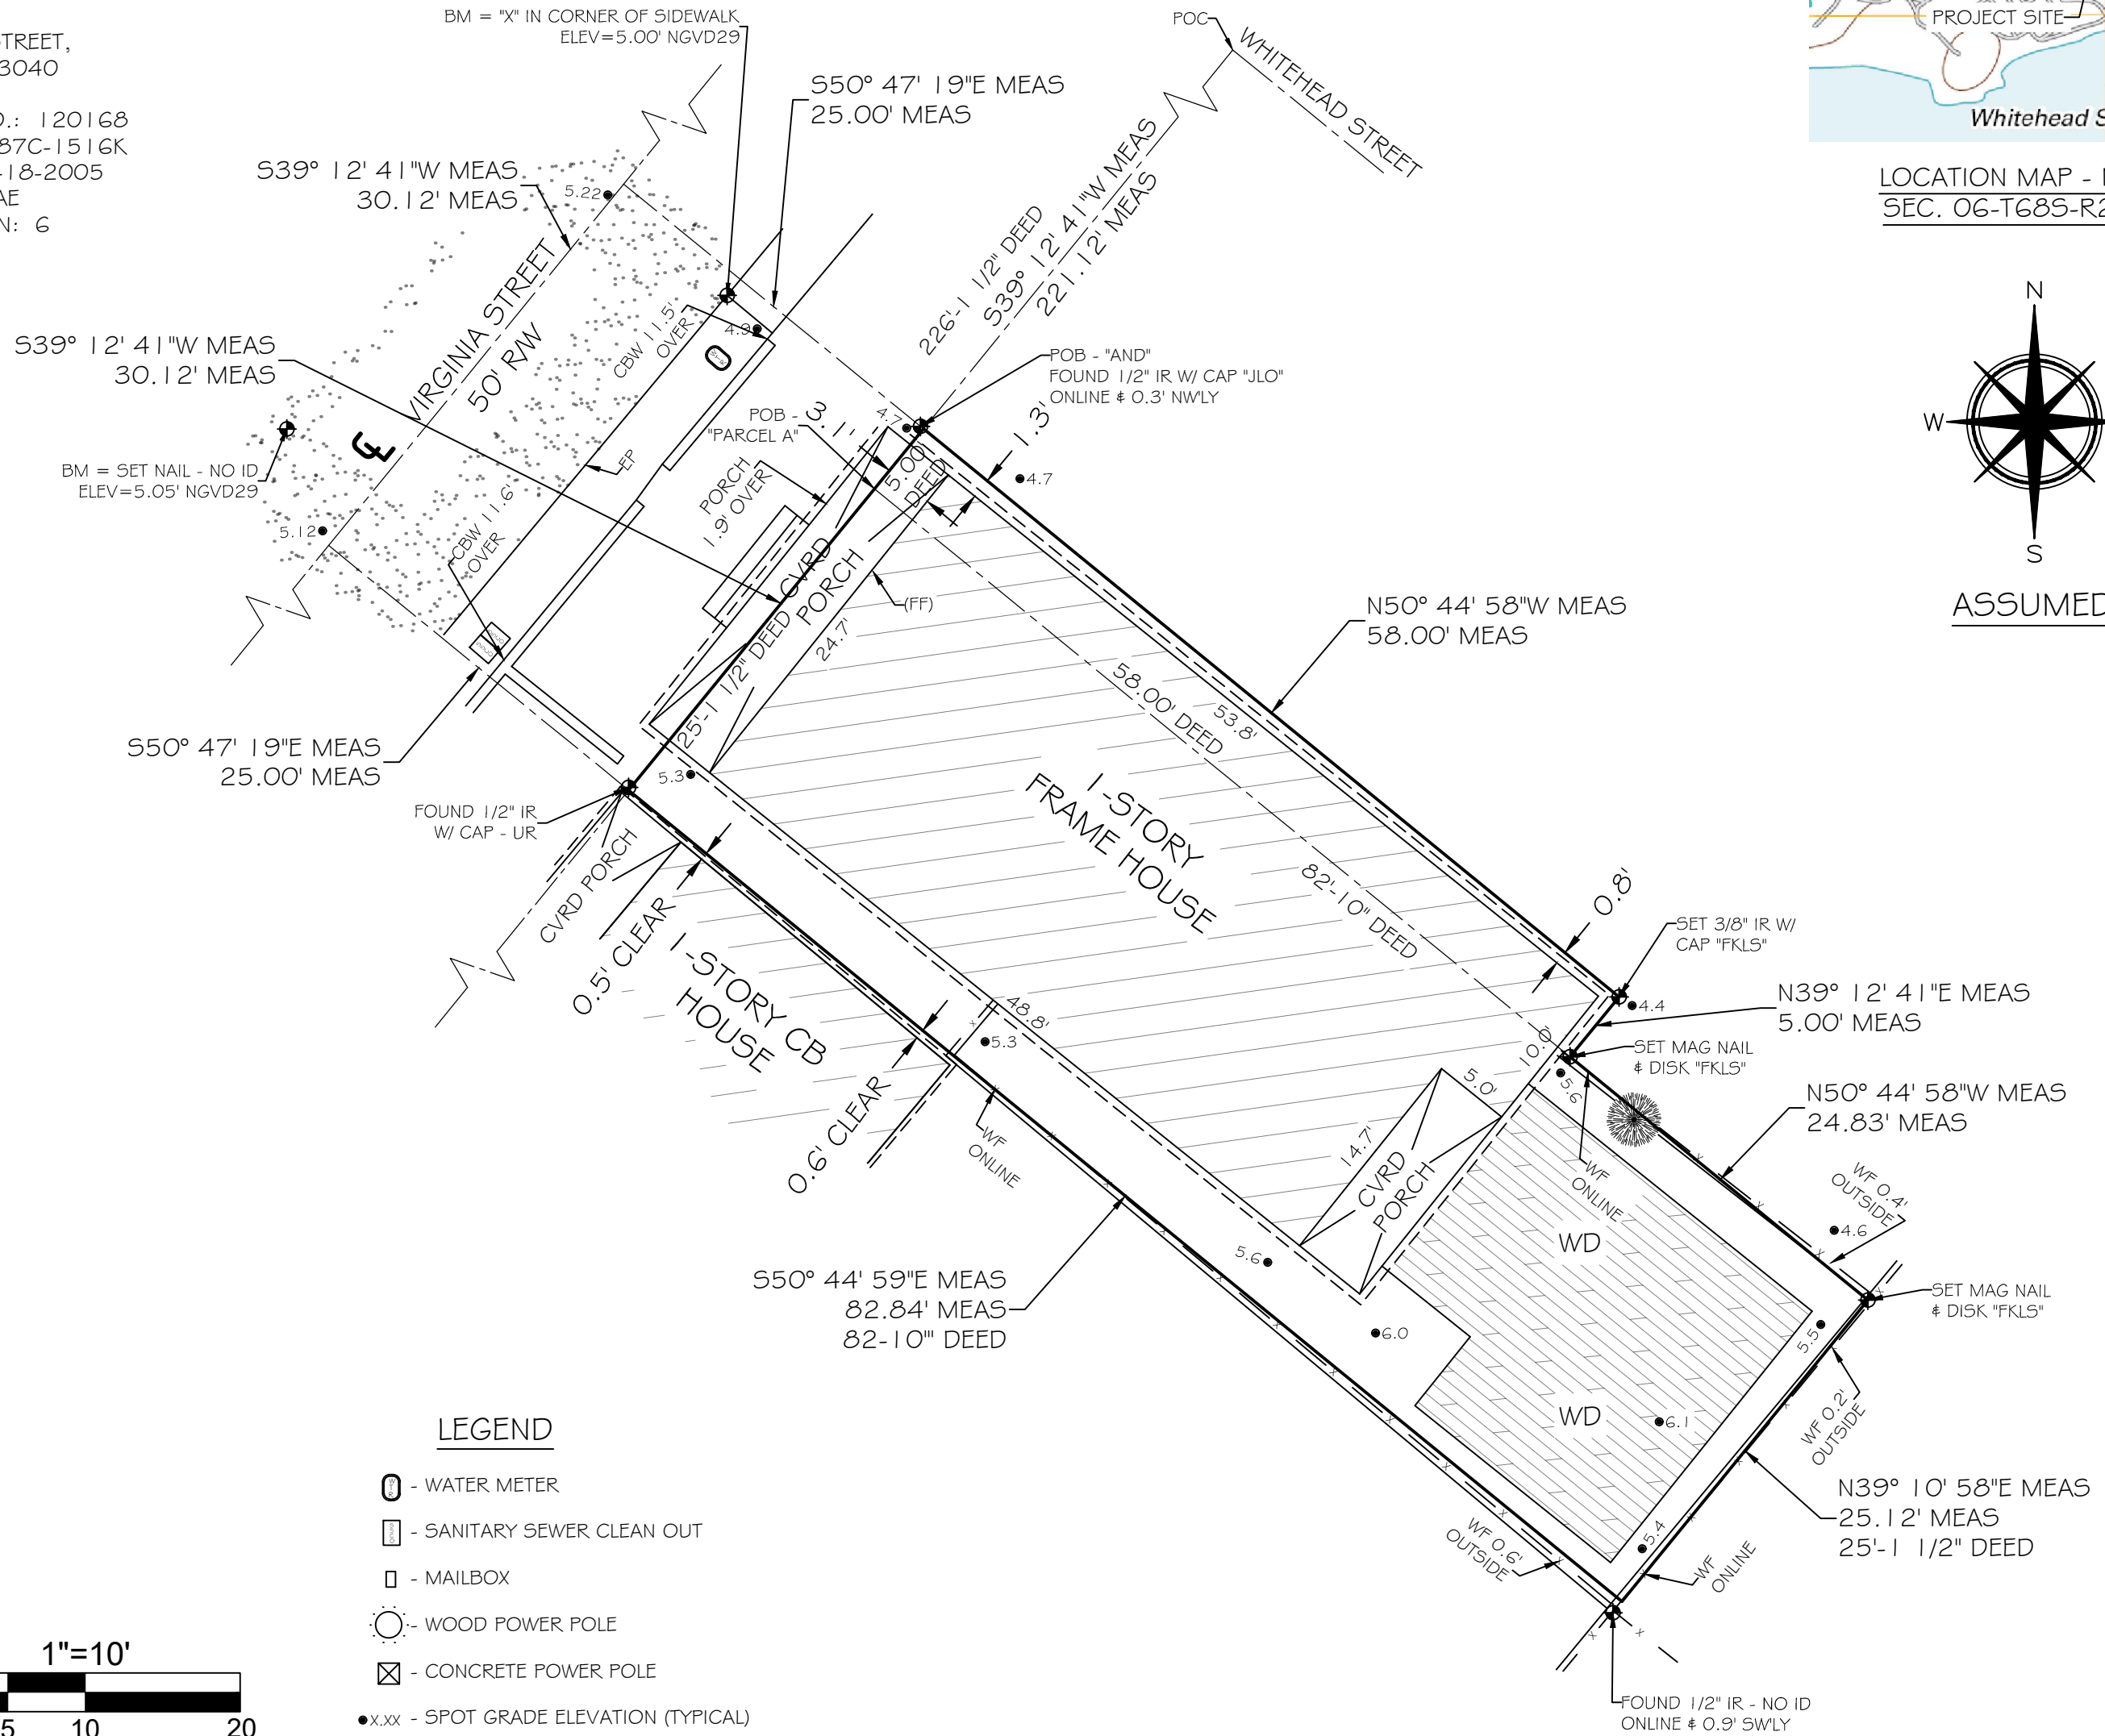 STREET,
3040
O.: 120168
87C-1516K
-18-2005
AE
N: 6
BM = "X" IN CORNER OF SIDEWALK
ELEV=5.00' NGVD29
S50° 47' 19"E MEAS
25.00' MEAS
POC
WHITEHEAD STREET
PROJECT SITE
Whitehead S
LOCATION MAP -
SEC. 06-T68S-R2
N
W
S
ASSUMED
S39° 12' 41"W MEAS
30.12' MEAS
5.22
VIRGINIA STREET
50' R/W
CBW 11.5'
OVER
4.9
226'-1 1/2" DEED
S39° 12' 41"W MEAS
221.12' MEAS
S39° 12' 41"W MEAS
30.12' MEAS
POB - "AND"
FOUND 1/2" IR W/ CAP "JLO"
ONLINE & 0.3' NW'LY
POB -
"PARCEL A"
3.1'
4.7
1.3'
4.7
5.00'
DEED
BM = SET NAIL - NO ID
ELEV=5.05' NGVD29
EP
PORCH
1.9' OVER
5.12
CBW 11.6'
OVER
CVRD
PORCH
(FF)
24.7'
25'-1 1/2" DEED
N50° 44' 58"W MEAS
58.00' MEAS
58.00' DEED
53.8'
S50° 47' 19"E MEAS
25.00' MEAS
5.3
FOUND 1/2" IR
W/ CAP - UR
CVRD PORCH
0.5' CLEAR
1-STORY
FRAME HOUSE
82'-10" DEED
0.8'
SET 3/8" IR W/
CAP "FKLS"
4.4
N39° 12' 41"E MEAS
5.00' MEAS
1-STORY CB
HOUSE
48.8'
5.3
10.0'
SET MAG NAIL
& DISK "FKLS"
5.6
5.0'
N50° 44' 58"W MEAS
24.83' MEAS
0.6' CLEAR
WF
ONLINE
14.7'
CVRD
PORCH
WF
ONLINE
WF 0.4'
OUTSIDE
4.6
WD
5.6
S50° 44' 59"E MEAS
82.84' MEAS
82-10"' DEED
6.0
SET MAG NAIL
& DISK "FKLS"
5.5
WD
6.1
WF 0.2'
OUTSIDE
N39° 10' 58"E MEAS
25.12' MEAS
25'-1 1/2" DEED
5.4
WF 0.6'
OUTSIDE
WF
ONLINE
FOUND 1/2" IR - NO ID
ONLINE & 0.9' SW'LY
LEGEND
- WATER METER
- SANITARY SEWER CLEAN OUT
- MAILBOX
- WOOD POWER POLE
- CONCRETE POWER POLE
X.XX - SPOT GRADE ELEVATION (TYPICAL)
1"=10'
5 10 20